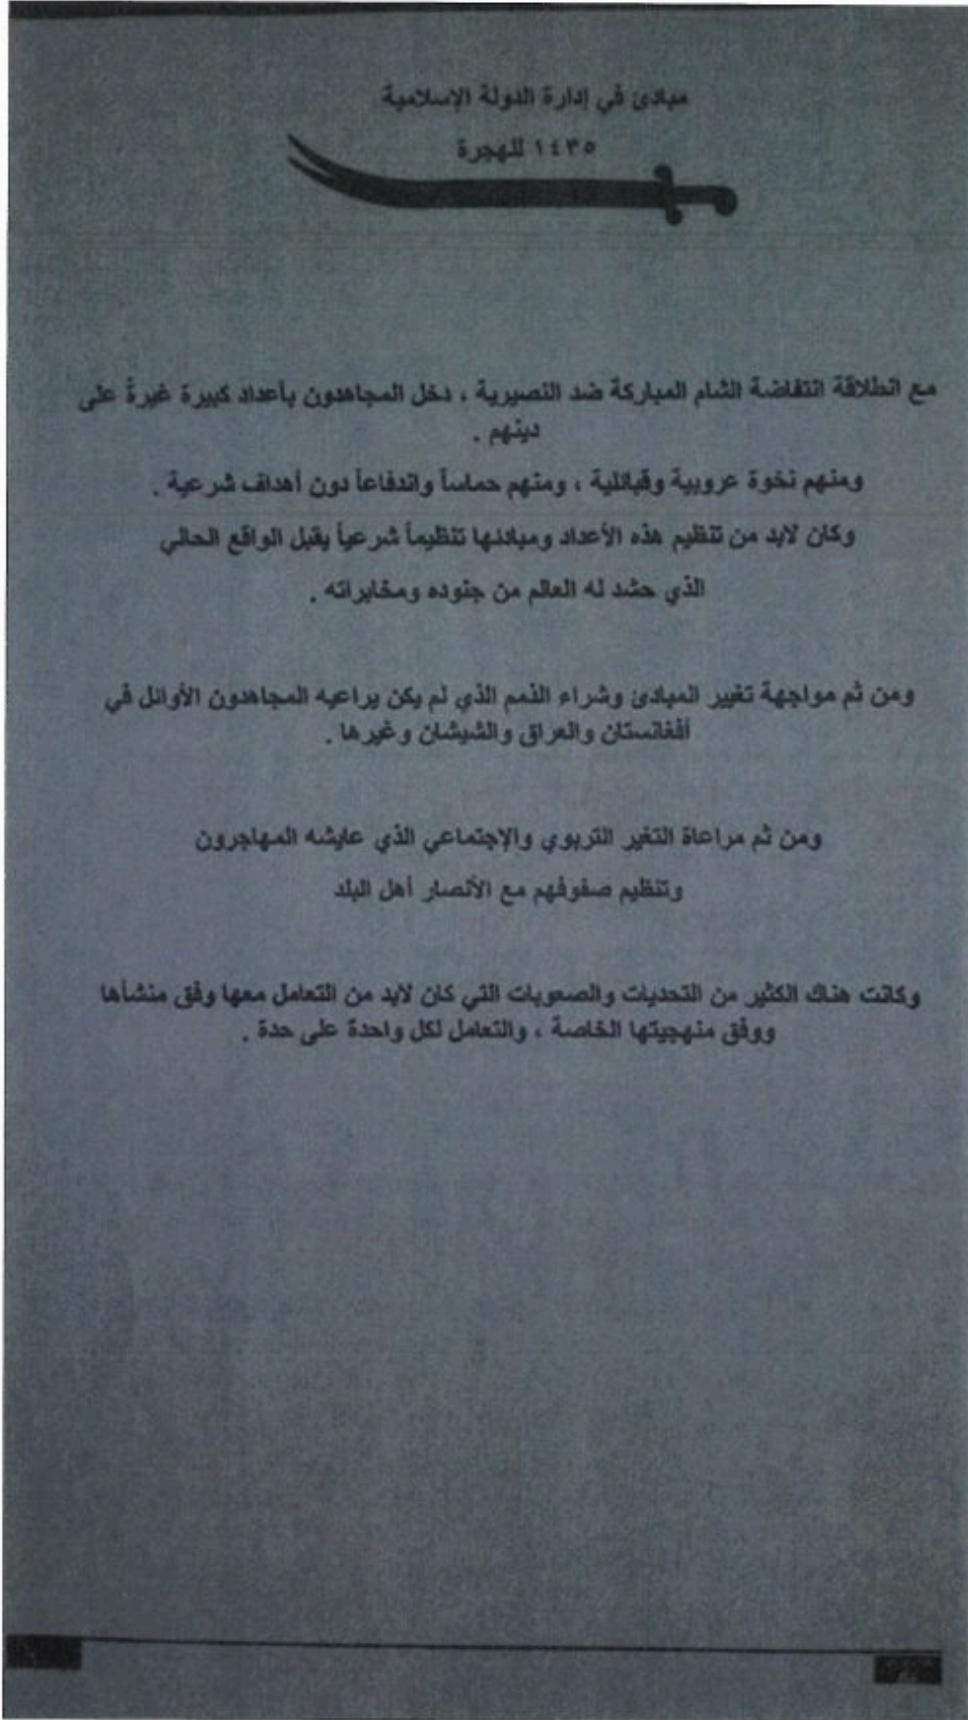 مبادئ في إدارة الدولة الإسلامية
١٤٣٥ للهجرة
مع انطلاقة انتفاضة الشام المباركة ضد النصيرية ، دخل المجاهدون بأعداد كبيرة غيرةً على
دينهم .
ومنهم نخوة عروبية وقبائلية ، ومنهم حماساً واندفاعاً دون أهداف شرعية .
وكان لابد من تنظيم هذه الأعداد ومبادئها تنظيماً شرعياً يقبل الواقع الحالي
الذي حشد له العالم من جنوده ومخابراته .
ومن ثم مواجهة تغيير المبادئ وشراء الذمم الذي لم يكن يراعيه المجاهدون الأوائل في
أفغانستان والعراق والشيشان وغيرها .
ومن ثم مراعاة التغير التربوي والإجتماعي الذي عايشه المهاجرون
وتنظيم صفوفهم مع الأنصار أهل البلد
وكانت هناك الكثير من التحديات والصعوبات التي كان لابد من التعامل معها وفق منشأها
ووفق منهجيتها الخاصة ، والتعامل لكل واحدة على حدة .